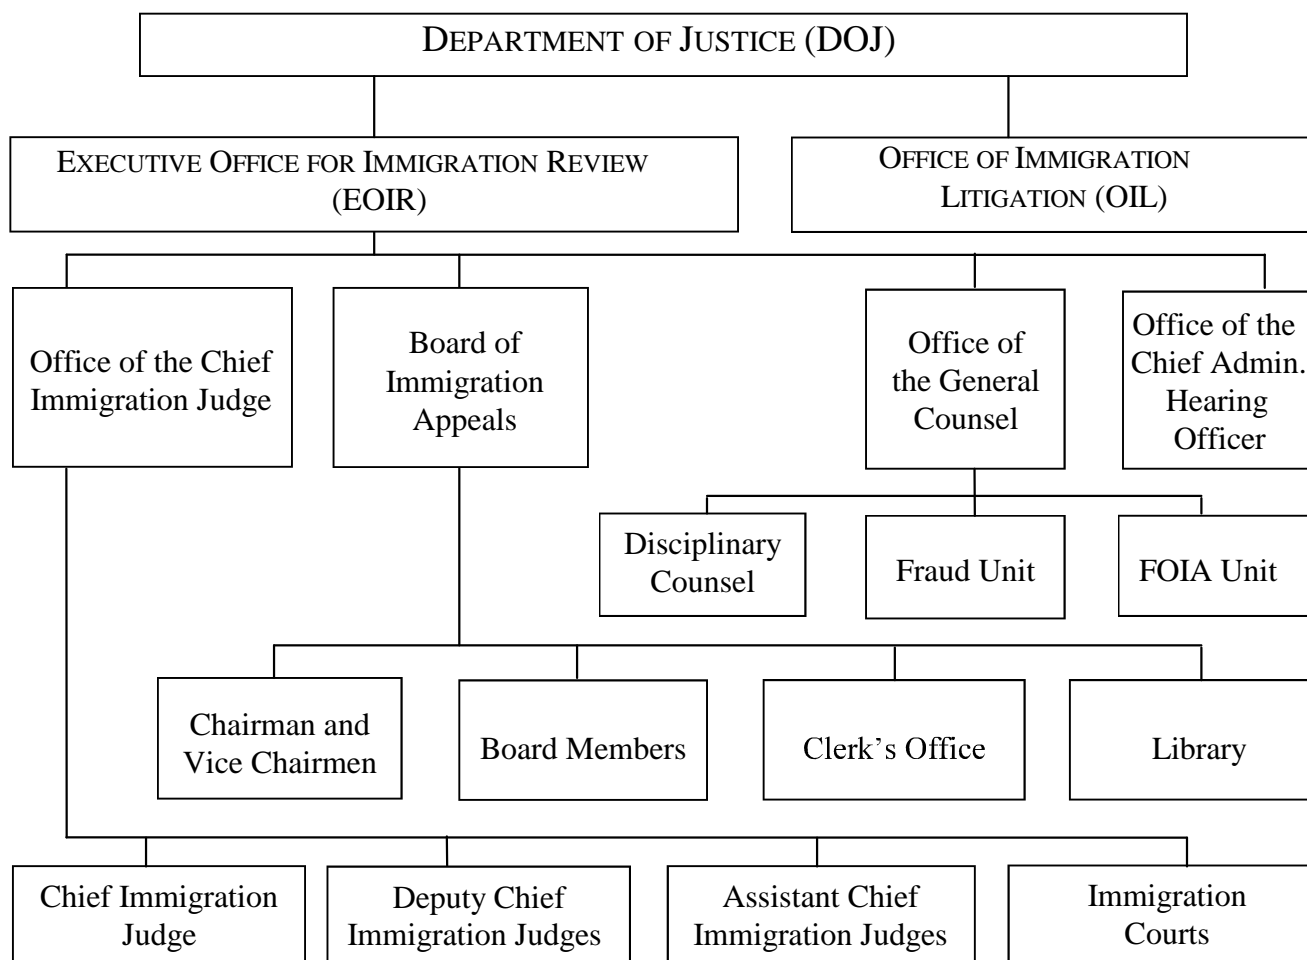 DEPARTMENT OF JUSTICE (DOJ)
EXECUTIVE OFFICE FOR IMMIGRATION REVIEW
(EOIR)
OFFICE OF IMMIGRATION
LITIGATION (OIL)
Office of the Chief
Immigration Judge
Board of
Immigration
Appeals
Office of
the General
Counsel
Office of the
Chief Admin.
Hearing
Officer
Disciplinary
Counsel
Fraud Unit
FOIA Unit
Chairman and
Vice Chairmen
Board Members
Clerk’s Office
Library
Chief Immigration
Judge
Deputy Chief
Immigration Judges
Assistant Chief
Immigration Judges
Immigration
Courts